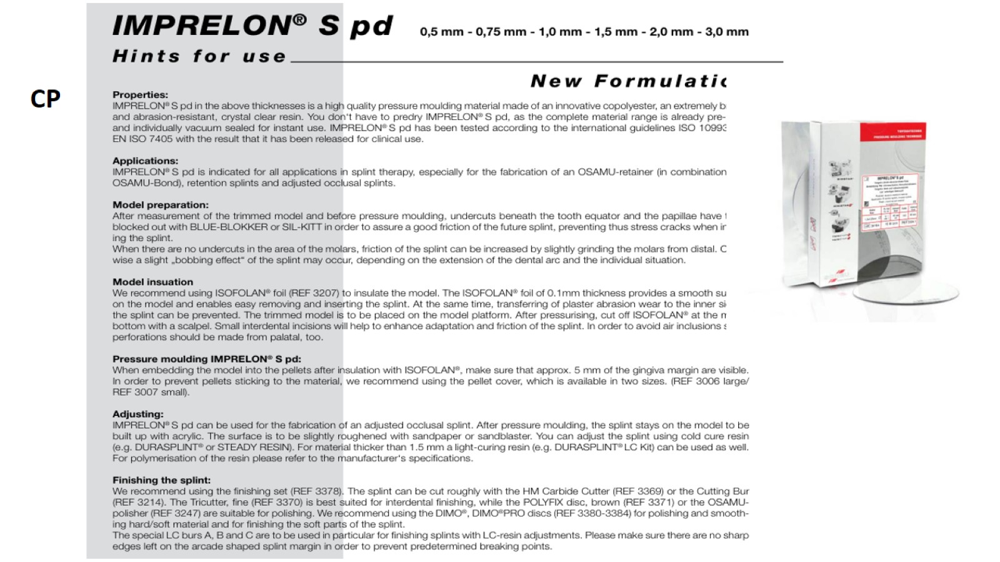 IMPRELON® S pd 0,5 mm - 0,75 mm - 1,0 mm - 1,5 mm - 2,0 mm - 3,0 mm
Hints for use
New Formulatic
CP
Properties:
IMPRELON® S pd in the above thicknesses is a high quality pressure moulding material made of an innovative copolyester, an extremely b
and abrasion-resistant, crystal clear resin. You don't have to predry IMPRELON® S pd, as the complete material range is already pre-
and individually vacuum sealed for instant use. IMPRELON® S pd has been tested according to the international guidelines ISO 10993
EN ISO 7405 with the result that it has been released for clinical use.
Applications:
IMPRELON® S pd is indicated for all applications in splint therapy, especially for the fabrication of an OSAMU-retainer (in combination
OSAMU-Bond), retention splints and adjusted occlusal splints.
Model preparation:
After measurement of the trimmed model and before pressure moulding, undercuts beneath the tooth equator and the papillae have
blocked out with BLUE-BLOKKER or SIL-KITT in order to assure a good friction of the future splint, preventing thus stress cracks when in
ing the splint.
When there are no undercuts in the area of the molars, friction of the splint can be increased by slightly grinding the molars from distal.
wise a slight „bobbing effect“ of the splint may occur, depending on the extension of the dental arc and the individual situation.
Model insuation
We recommend using ISOFOLAN® foil (REF 3207) to insulate the model. The ISOFOLAN® foil of 0.1mm thickness provides a smooth su
on the model and enables easy removing and inserting the splint. At the same time, transferring of plaster abrasion wear to the inner si
the splint can be prevented. The trimmed model is to be placed on the model platform. After pressurising, cut off ISOFOLAN® at the m
bottom with a scalpel. Small interdental incisions will help to enhance adaptation and friction of the splint. In order to avoid air inclusions s
perforations should be made from palatal, too.
Pressure moulding IMPRELON® S pd:
When embedding the model into the pellets after insulation with ISOFOLAN®, make sure that approx. 5 mm of the gingiva margin are visible.
In order to prevent pellets sticking to the material, we recommend using the pellet cover, which is available in two sizes. (REF 3006 large/
REF 3007 small).
Adjusting:
IMPRELON® S pd can be used for the fabrication of an adjusted occlusal splint. After pressure moulding, the splint stays on the model to be
built up with acrylic. The surface is to be slightly roughened with sandpaper or sandblaster. You can adjust the splint using cold cure resin
(e.g. DURASPLINT® or STEADY RESIN). For material thicker than 1.5 mm a light-curing resin (e.g. DURASPLINT® LC Kit) can be used as well.
For polymerisation of the resin please refer to the manufacturer's specifications.
Finishing the splint:
We recommend using the finishing set (REF 3378). The splint can be cut roughly with the HM Carbide Cutter (REF 3369) or the Cutting Bur
(REF 3214). The Tricutter, fine (REF 3370) is best suited for interdental finishing, while the POLYFIX disc, brown (REF 3371) or the OSAMU-
polisher (REF 3247) are suitable for polishing. We recommend using the DIMO®, DIMO®PRO discs (REF 3380-3384) for polishing and smooth-
ing hard/soft material and for finishing the soft parts of the splint.
The special LC burs A, B and C are to be used in particular for finishing splints with LC-resin adjustments. Please make sure there are no sharp
edges left on the arcade shaped splint margin in order to prevent predetermined breaking points.
PRESSURE MOULDING TECHNIQUE
IMPRELON® S pd